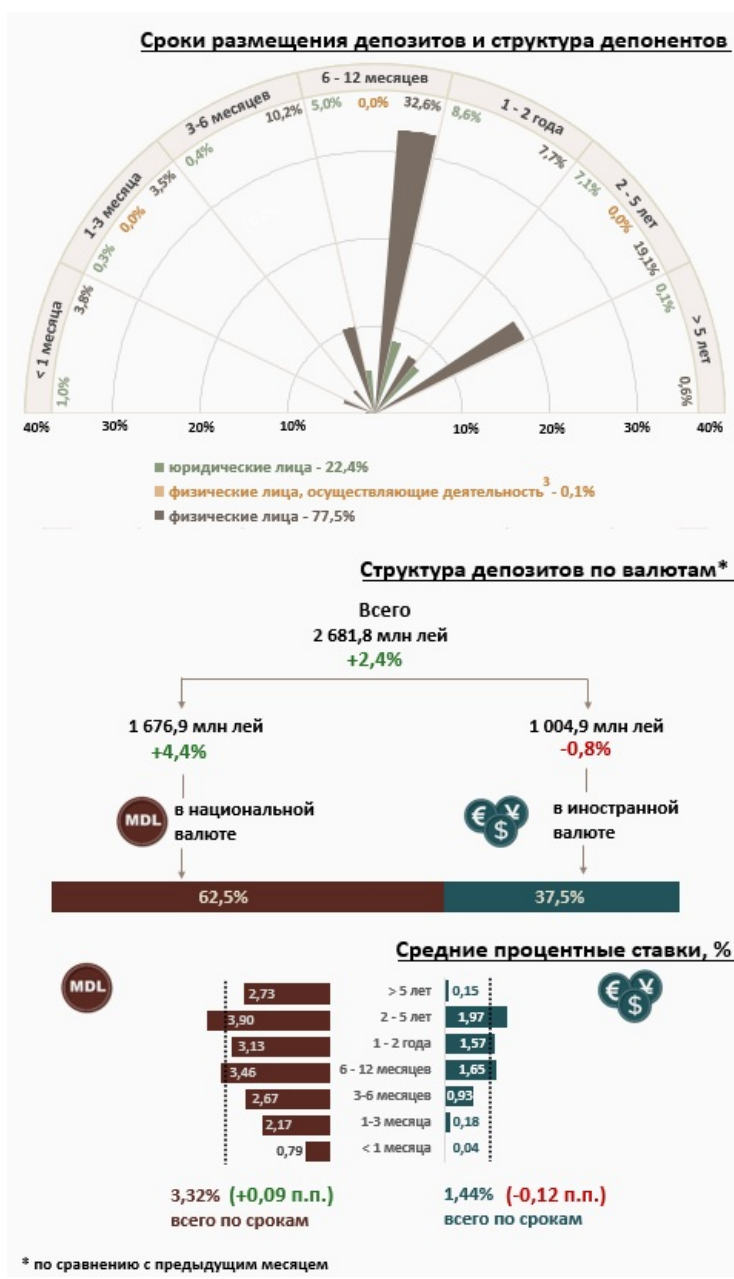 Сроки размещения депозитов и структура депонентов
< 1 месяца
1-3 месяца
3-6 месяцев
6 - 12 месяцев
1 - 2 года
2 - 5 лет
> 5 лет
1,0%
3,8%
0,3%
0,0%
3,5%
0,4%
10,2%
5,0%
0,0%
32,6%
8,6%
7,7%
7,1%
0,0%
19,1%
0,1%
0,6%
40% 30% 20% 10% 10% 20% 30% 40%
юридические лица - 22,4%
физические лица, осуществляющие деятельность3 - 0,1%
физические лица - 77,5%
Структура депозитов по валютам*
Всего
2 681,8 млн лей
+2,4%
1 676,9 млн лей
+4,4%
MDL
в национальной
валюте
1 004,9 млн лей
-0,8%
€ ¥ $
в иностранной
валюте
62,5% 37,5%
Средние процентные ставки, %
MDL
€ ¥ $
2,73 > 5 лет 0,15
3,90 2 - 5 лет 1,97
3,13 1 - 2 года 1,57
3,46 6 - 12 месяцев 1,65
2,67 3-6 месяцев 0,93
2,17 1-3 месяца 0,18
0,79 < 1 месяца 0,04
3,32% (+0,09 п.п.)
всего по срокам
1,44% (-0,12 п.п.)
всего по срокам
* по сравнению с предыдущим месяцем